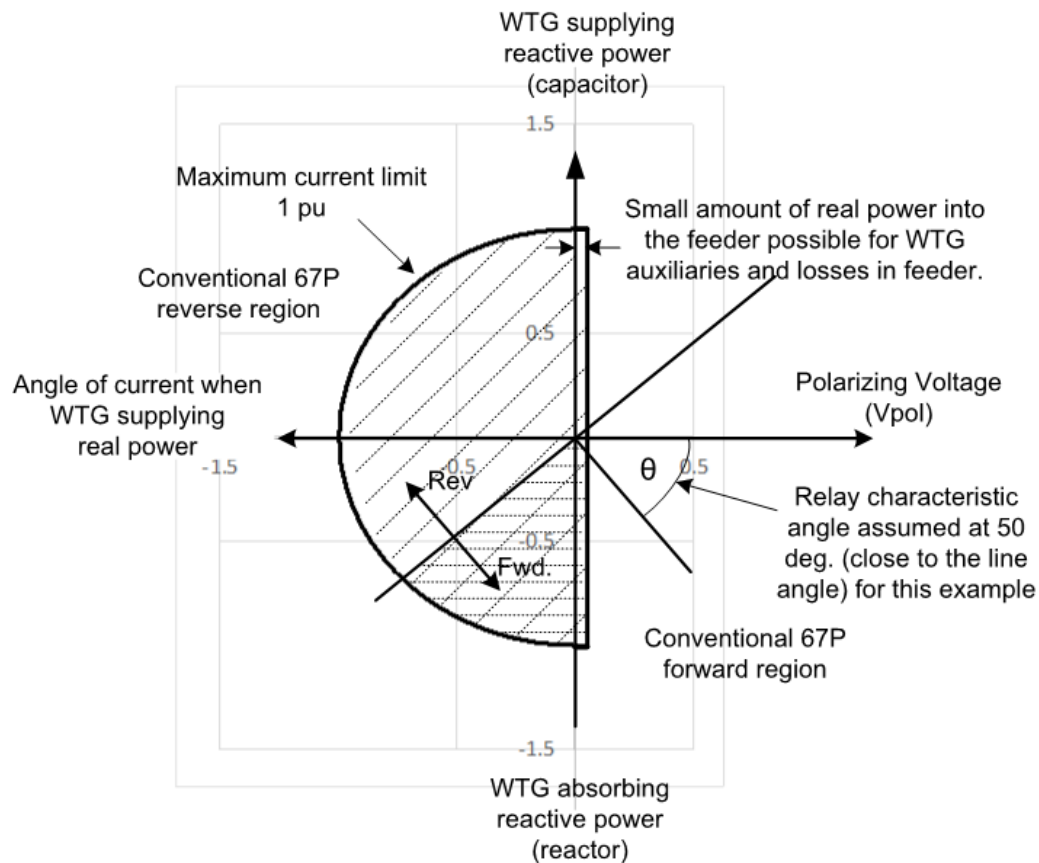 WTG supplying
reactive power
(capacitor)
1.5
Maximum current limit
1 pu
Small amount of real power into
the feeder possible for WTG
auxiliaries and losses in feeder.
Conventional 67P
reverse region
0.5
Angle of current when
WTG supplying
real power
Polarizing Voltage
(Vpol)
-1.5
-0.5
0.5
θ
Rev
Relay characteristic
angle assumed at 50
deg. (close to the line
angle) for this example
-0.5
Fwd.
Conventional 67P
forward region
-1.5
WTG absorbing
reactive power
(reactor)